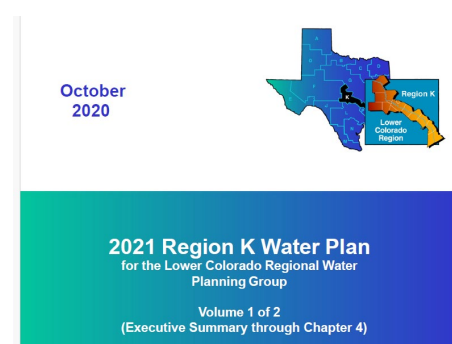 October
2020
K
Region K
Lower
Colorado
Region
2021 Region K Water Plan
for the Lower Colorado Regional Water
Planning Group
Volume 1 of 2
(Executive Summary through Chapter 4)